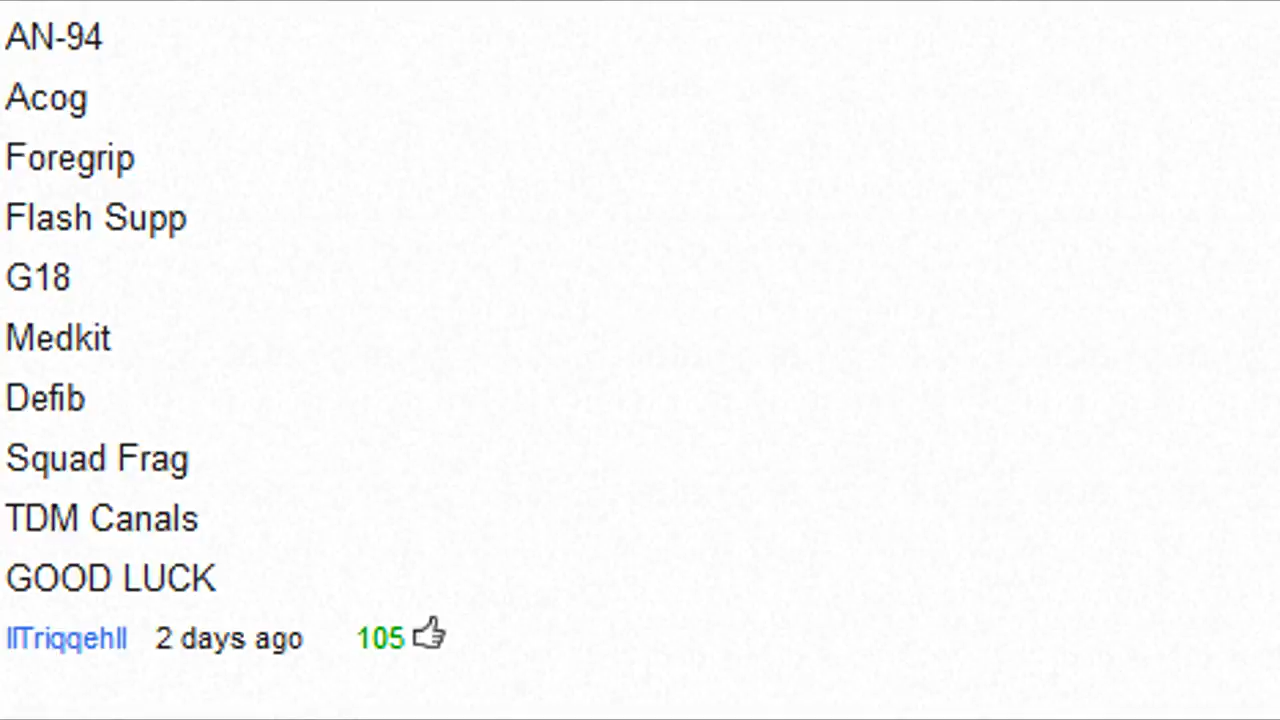 AN-94
Acog
Foregrip
Flash Supp
G18
Medkit
Defib
Squad Frag
TDM Canals
GOOD LUCK
llTriqqehll 2 days ago 105